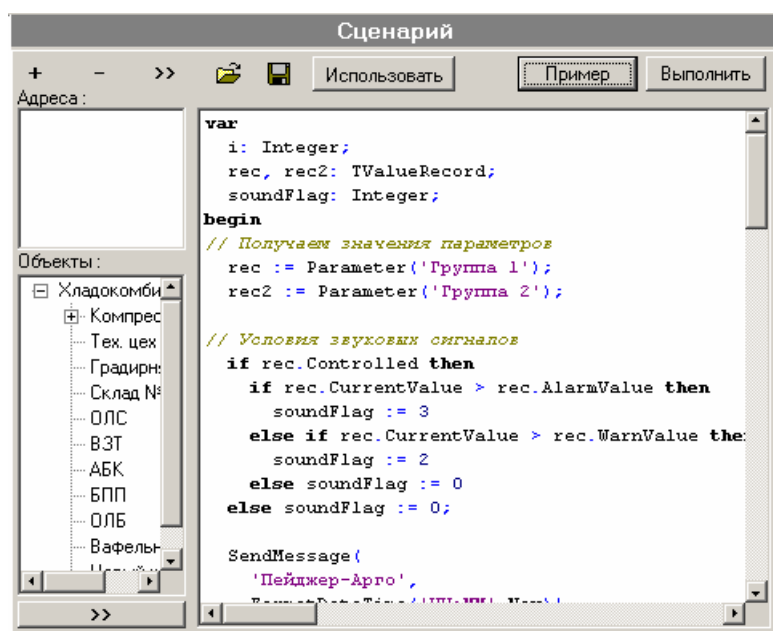 Сценарий
+ - >> Использовать Пример Выполнить
Адреса :
Объекты :
Хладокомби
Компрес
Тех. цех
Градирн
Склад №
ОЛС
ВЗТ
АБК
БПП
ОЛБ
Вафельн
>>
var
i: Integer;
rec, rec2: TValueRecord;
soundFlag: Integer;
begin
// Получаем значения параметров
rec := Parameter('Группа 1');
rec2 := Parameter('Группа 2');
// Условия звуковых сигналов
if rec.Controlled then
if rec.CurrentValue > rec.AlarmValue then
soundFlag := 3
else if rec.CurrentValue > rec.WarnValue the
soundFlag := 2
else soundFlag := 0
else soundFlag := 0;
SendMessage(
'Пейджер-Арго',